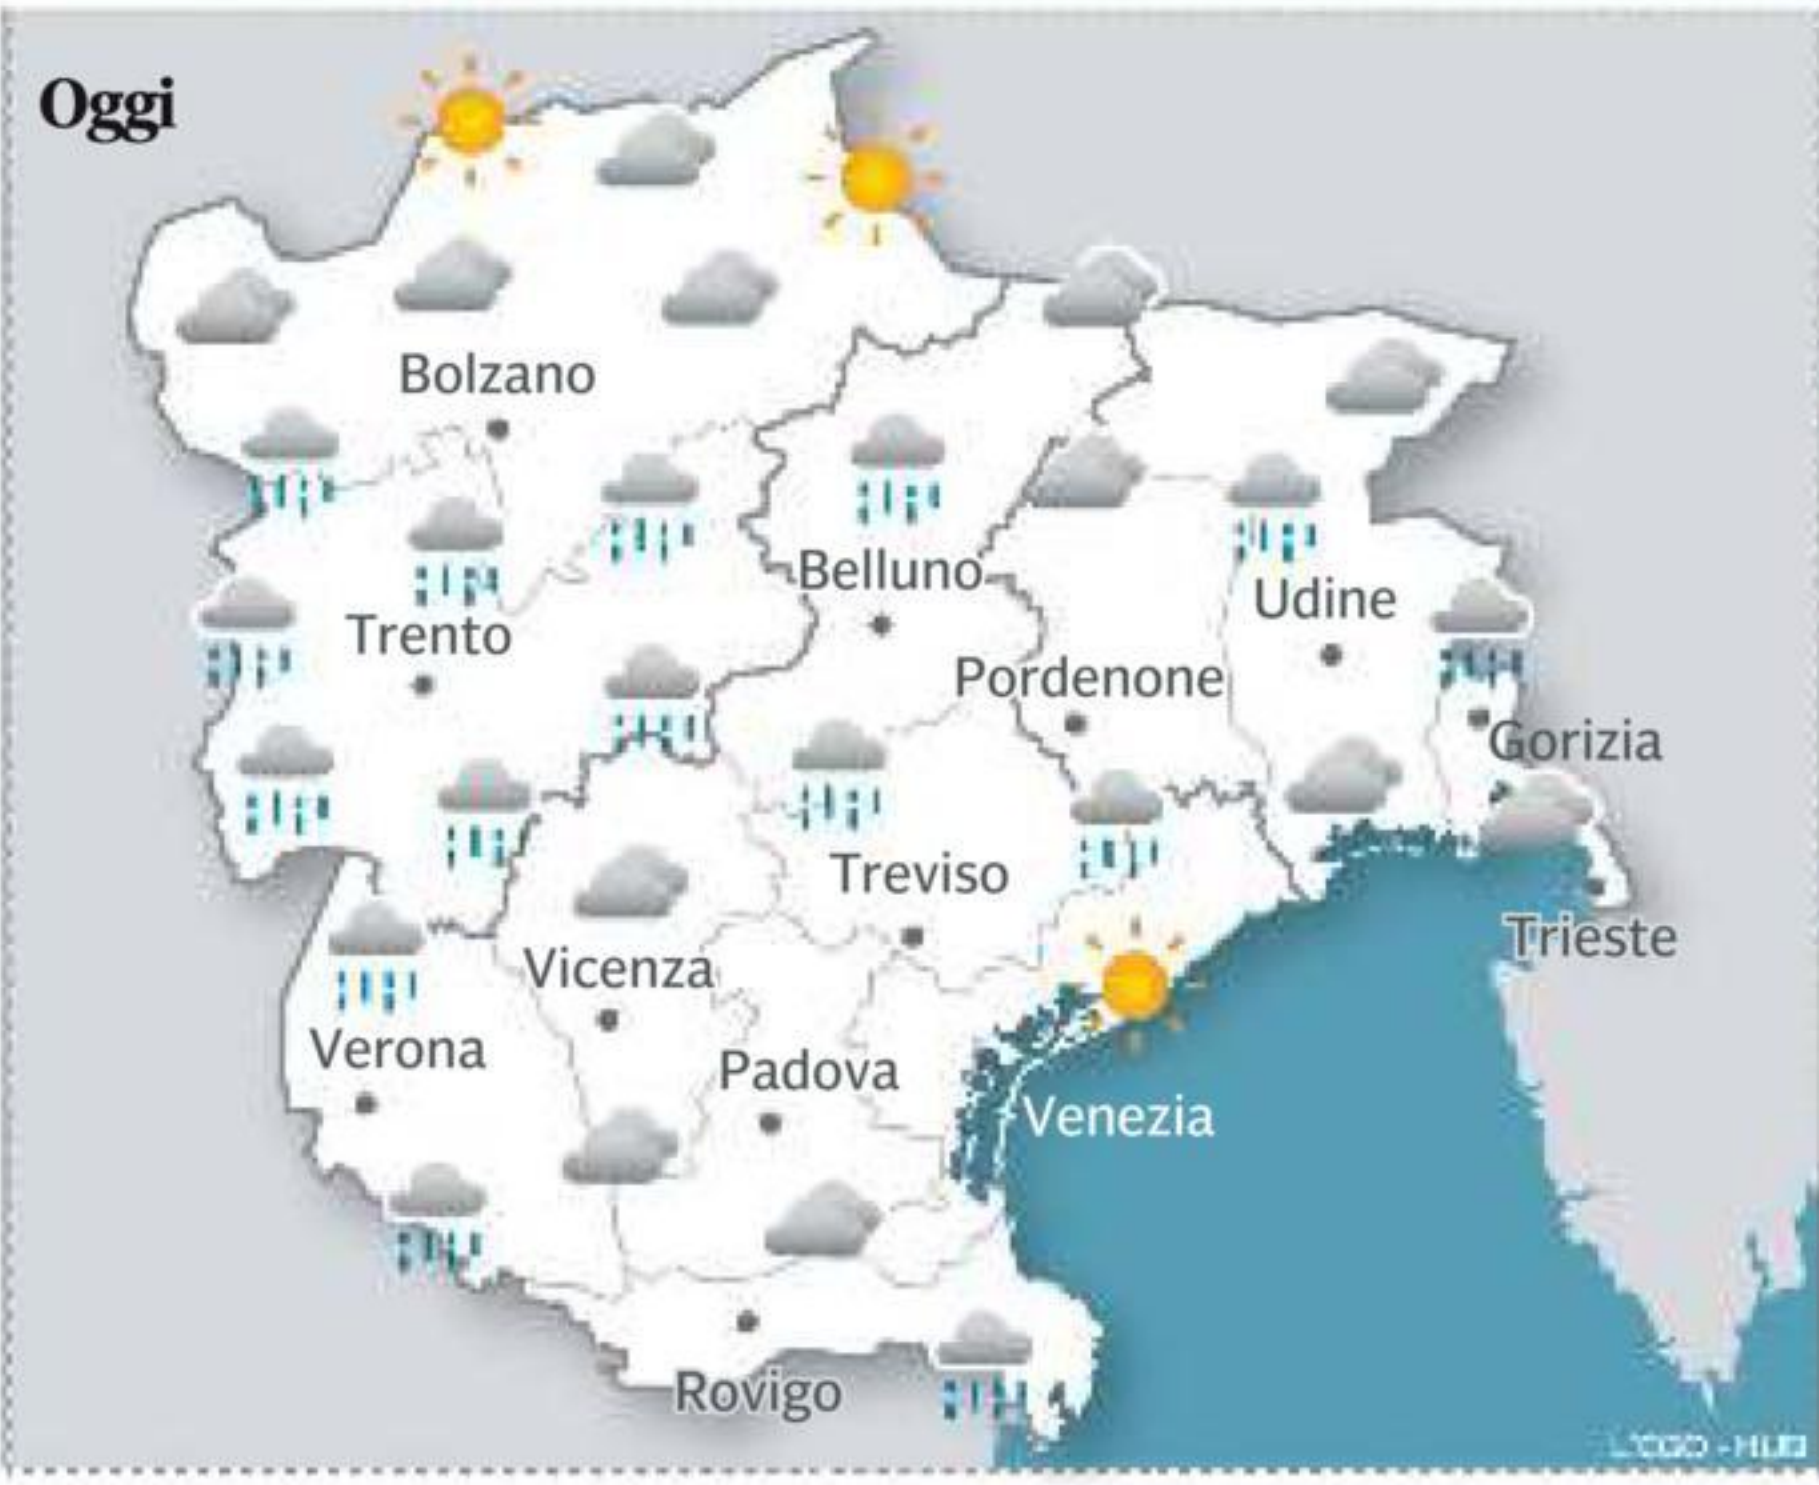 Oggi
Bolzano
Belluno
Udine
Trento
Pordenone
Gorizia
Treviso
Trieste
Vicenza
Verona
Padova
Venezia
Rovigo